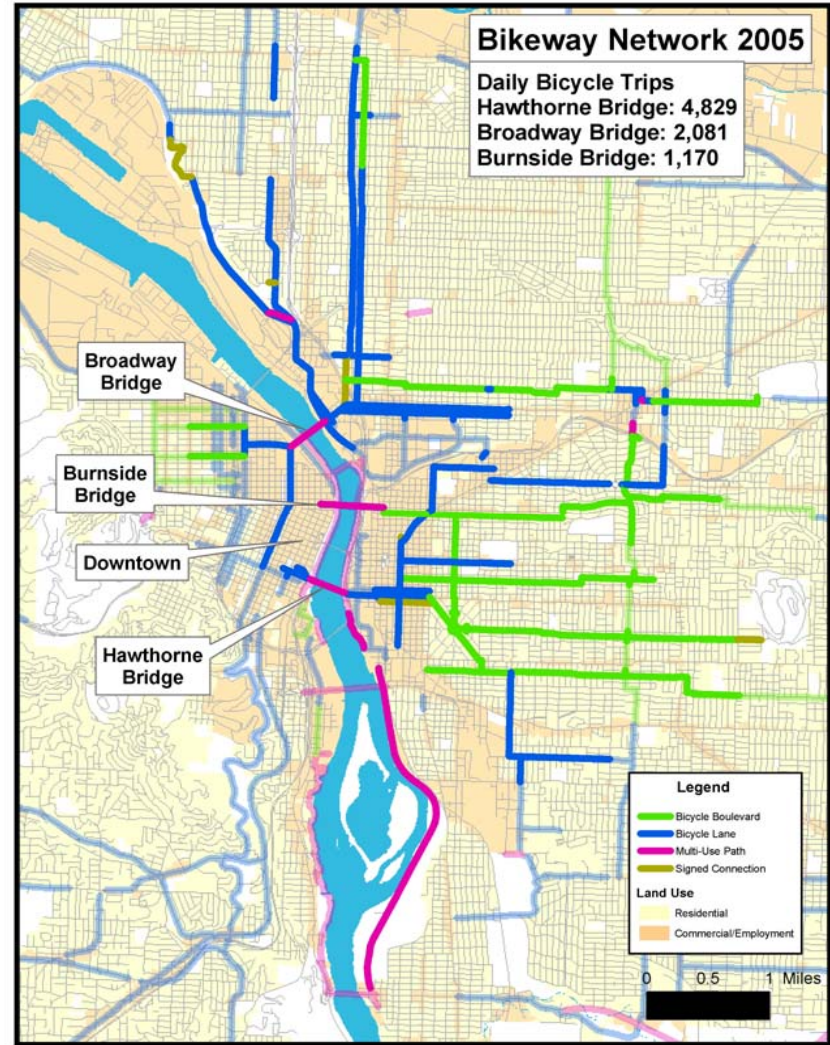 Bikeway Network 2005
Daily Bicycle Trips
Hawthorne Bridge: 4,829
Broadway Bridge: 2,081
Burnside Bridge: 1,170
Broadway
Bridge
Burnside
Bridge
Downtown
Hawthorne
Bridge
Legend
Bicycle Boulevard
Bicycle Lane
Multi-Use Path
Signed Connection
Land Use
Residential
Commercial/Employment
0 0.5 1 Miles